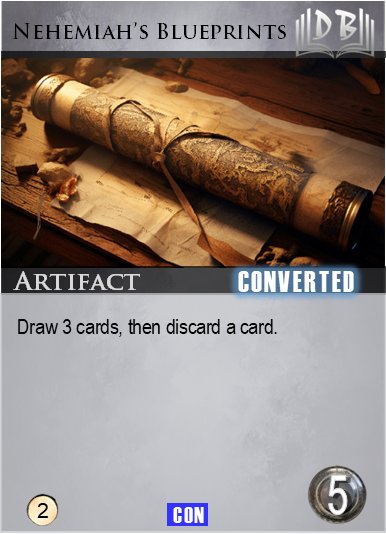 Nehemiah's Blueprints
DB
Artifact
CONVERTED
Draw 3 cards, then discard a card.
2
CON
5